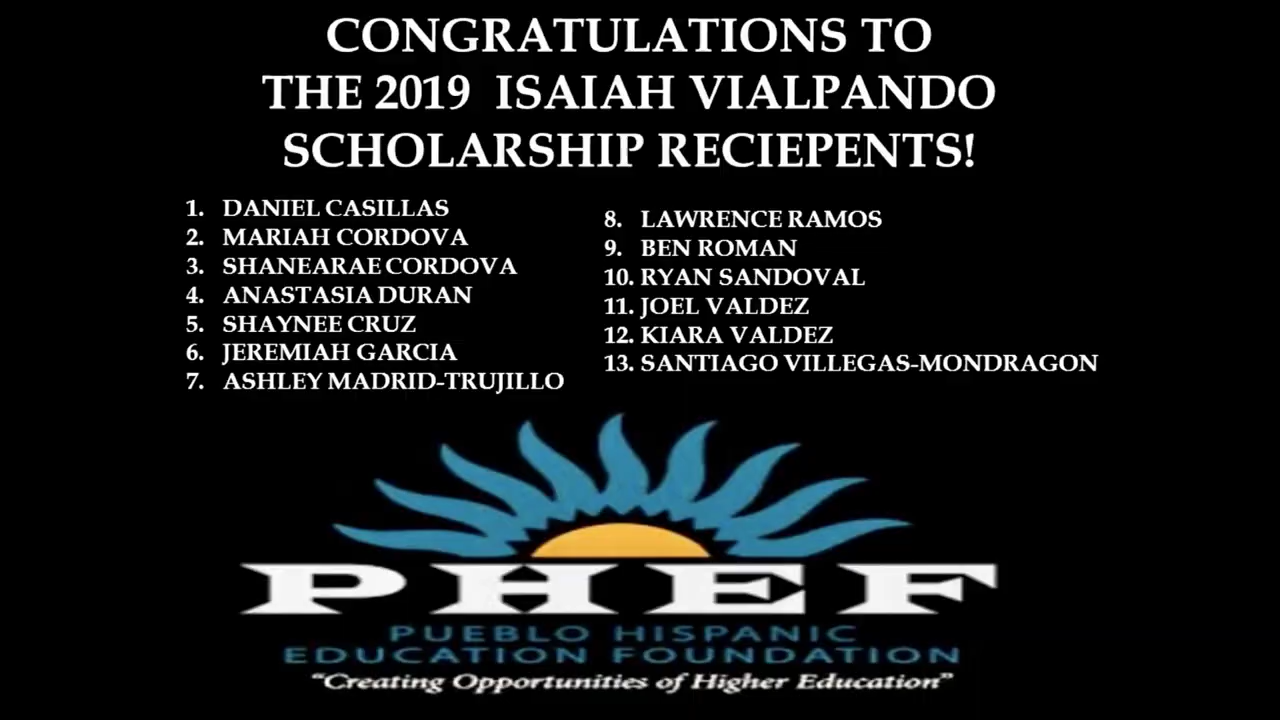 CONGRATULATIONS TO
THE 2019 ISAIAH VIALPANDO
SCHOLARSHIP RECIEPENTS!
1. DANIEL CASILLAS
2. MARIAH CORDOVA
3. SHANEARAE CORDOVA
4. ANASTASIA DURAN
5. SHAYNEE CRUZ
6. JEREMIAH GARCIA
7. ASHLEY MADRID-TRUJILLO
8. LAWRENCE RAMOS
9. BEN ROMAN
10. RYAN SANDOVAL
11. JOEL VALDEZ
12. KIARA VALDEZ
13. SANTIAGO VILLEGAS-MONDRAGON
PHEF
PUEBLO HISPANIC
EDUCATION FOUNDATION
"Creating Opportunities of Higher Education"